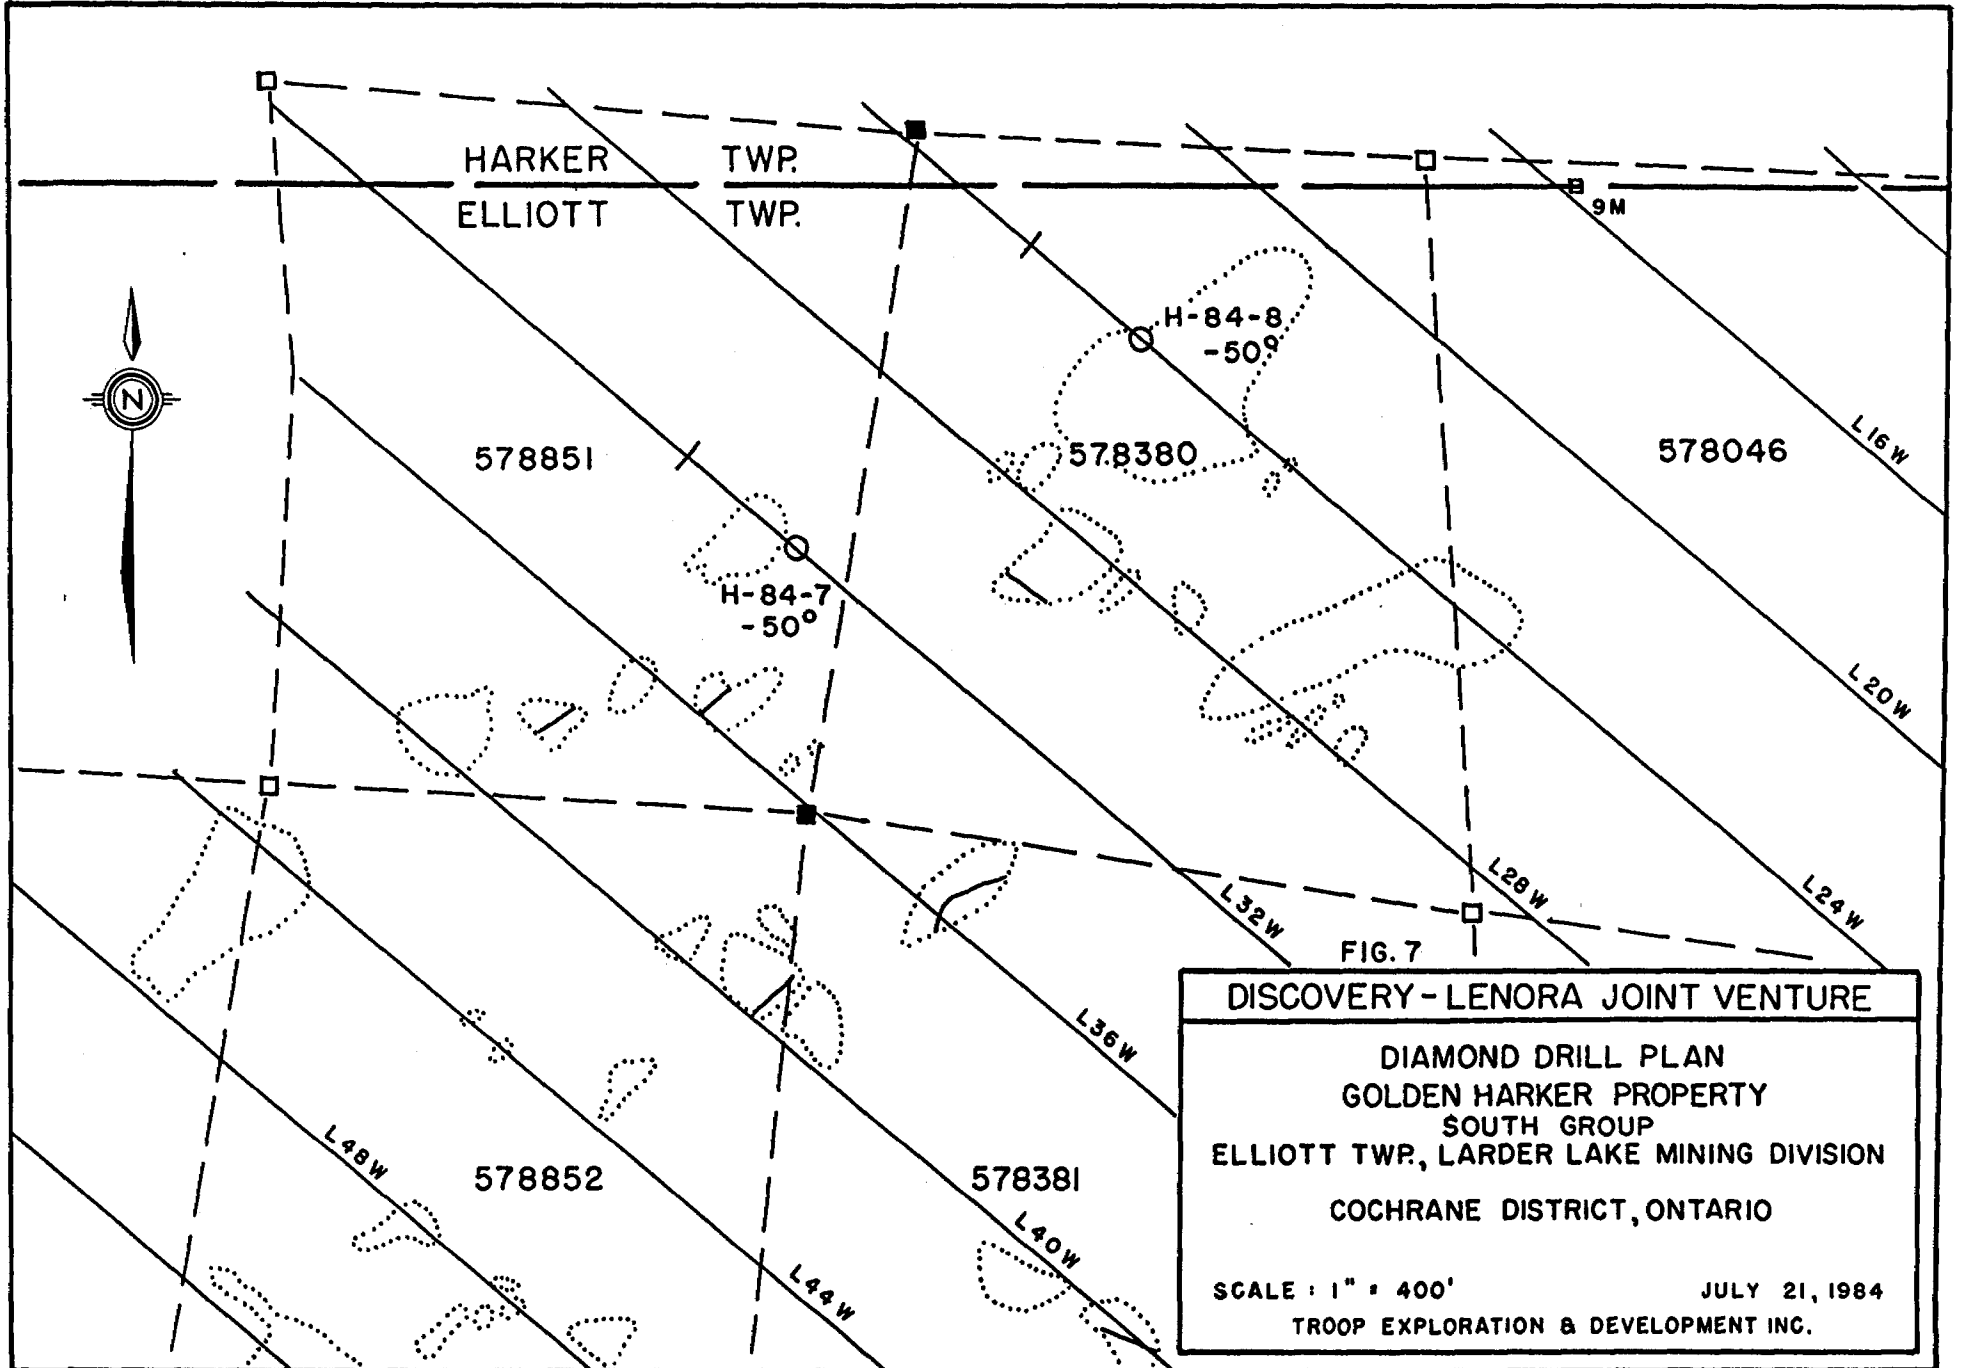 HARKER TWP.
ELLIOTT TWP.
9M
N
H-84-8
-50°
L16W
578851
578380
578046
H-84-7
-50°
L20W
L28W
L24W
L32W
FIG. 7
L36W
DISCOVERY-LENORA JOINT VENTURE
DIAMOND DRILL PLAN
GOLDEN HARKER PROPERTY
SOUTH GROUP
ELLIOTT TWP., LARDER LAKE MINING DIVISION
COCHRANE DISTRICT, ONTARIO
SCALE : 1" = 400' JULY 21, 1984
TROOP EXPLORATION & DEVELOPMENT INC.
L48W
578852
578381
L40W
L44W